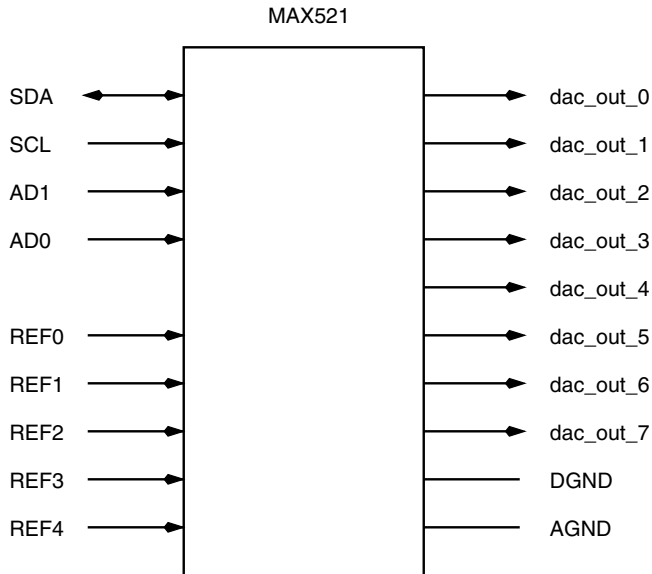 MAX521
SDA
SCL
AD1
AD0
REF0
REF1
REF2
REF3
REF4
dac_out_0
dac_out_1
dac_out_2
dac_out_3
dac_out_4
dac_out_5
dac_out_6
dac_out_7
DGND
AGND